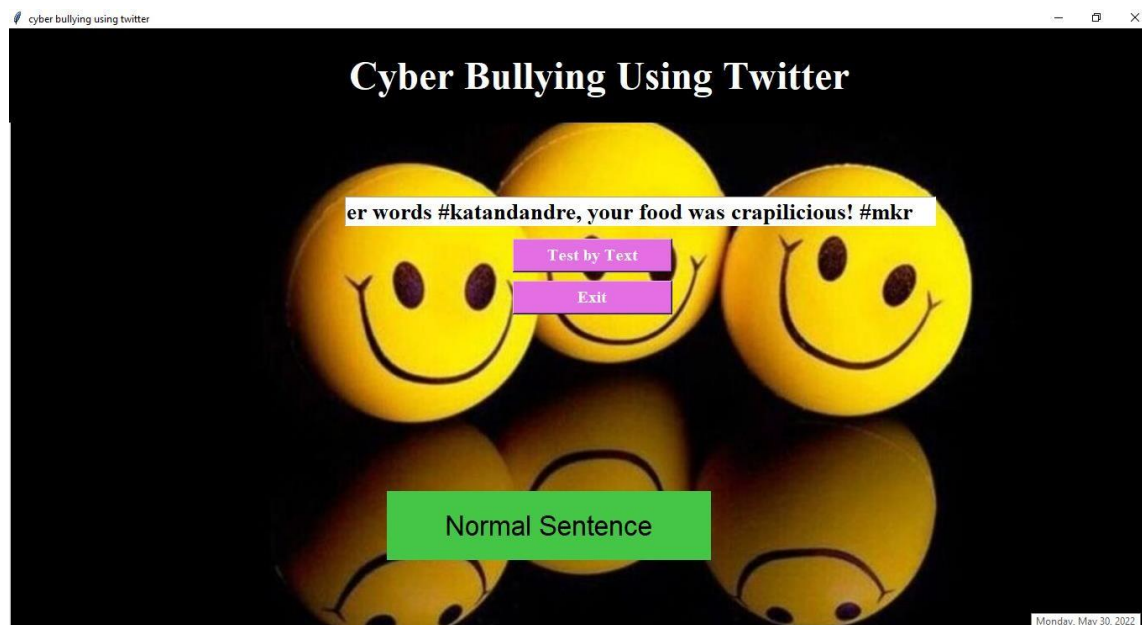 cyber bullying using twitter
Cyber Bullying Using Twitter
er words #katandandre, your food was crapilicious! #mkr
Test by Text
Exit
Normal Sentence
Monday, May 30, 2022